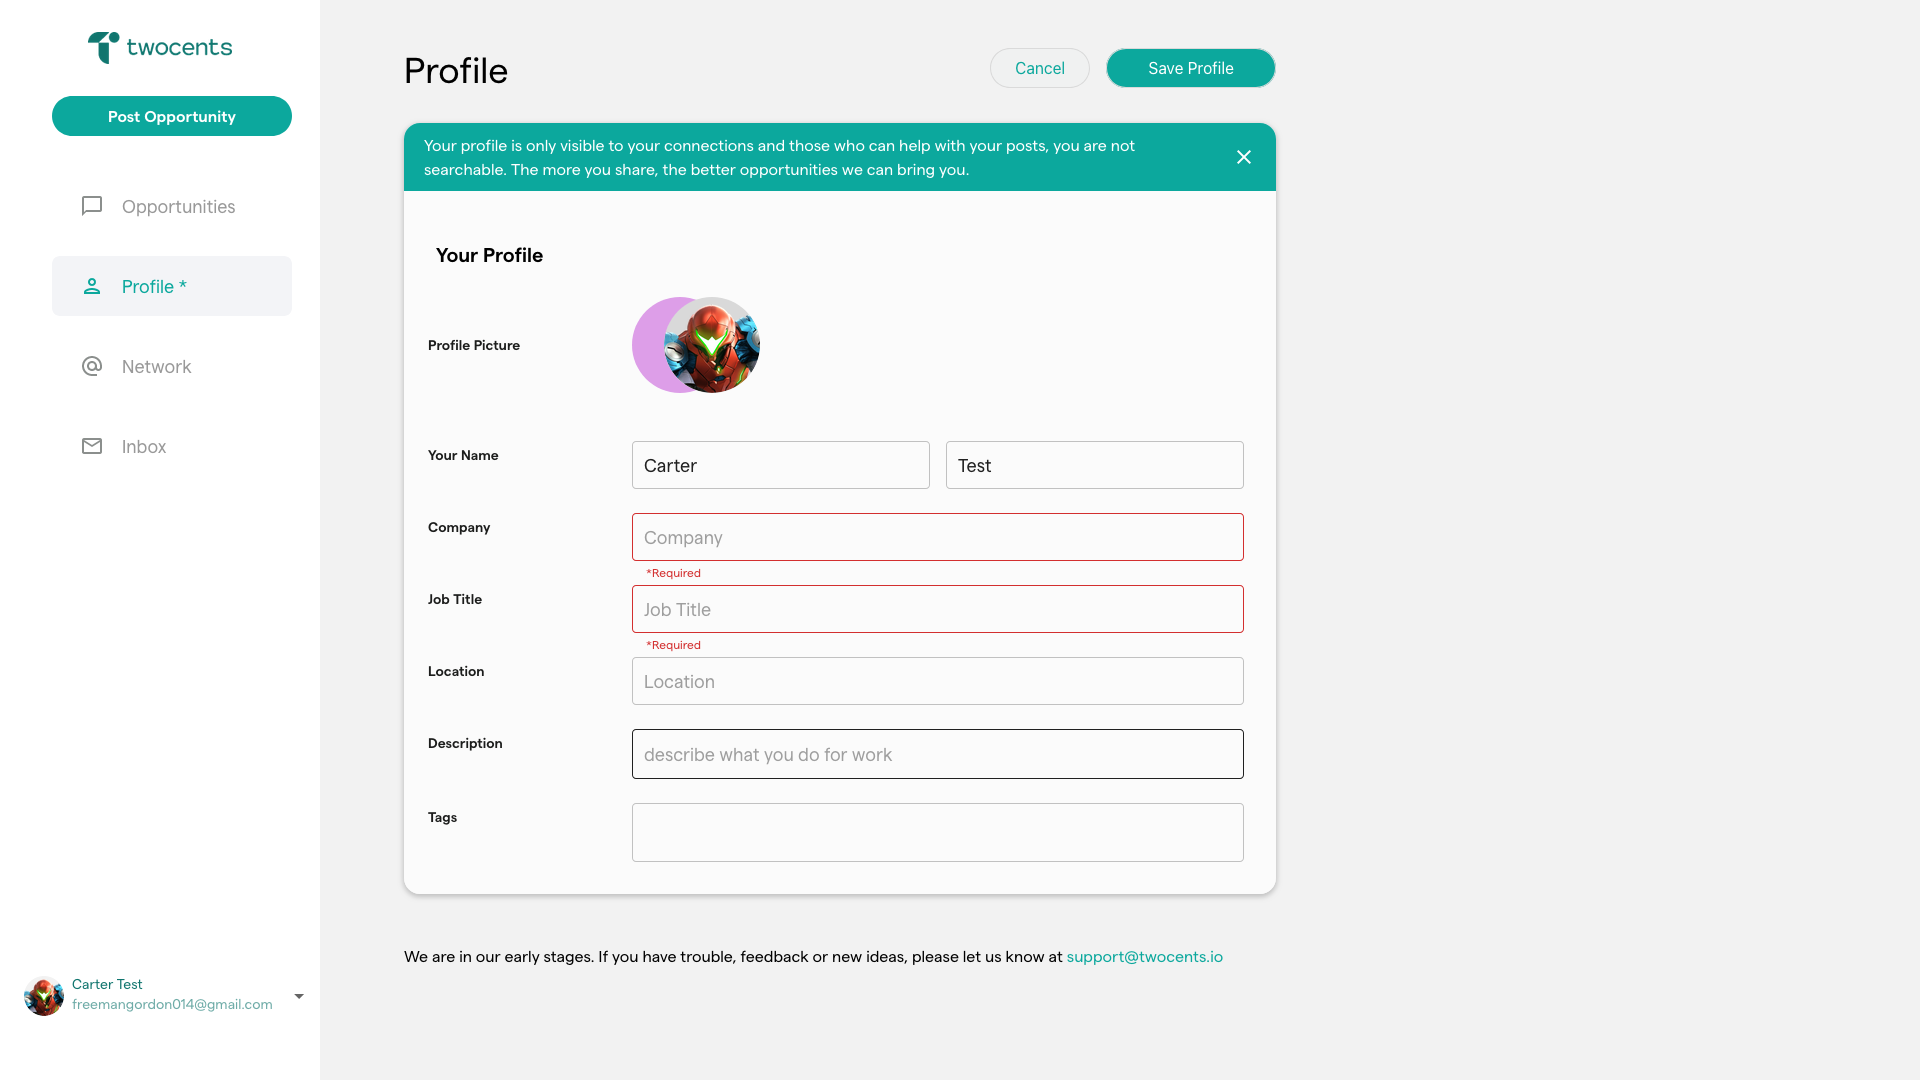 twocents
Post Opportunity
Opportunities
Profile *
Network
Inbox
Carter Test
freemangordon014@gmail.com
Profile
Cancel
Save Profile
Your profile is only visible to your connections and those who can help with your posts, you are not
searchable. The more you share, the better opportunities we can bring you.
Your Profile
Profile Picture
Your Name
Carter
Test
Company
Company
*Required
Job Title
Job Title
*Required
Location
Location
Description
describe what you do for work
Tags
We are in our early stages. If you have trouble, feedback or new ideas, please let us know at support@twocents.io